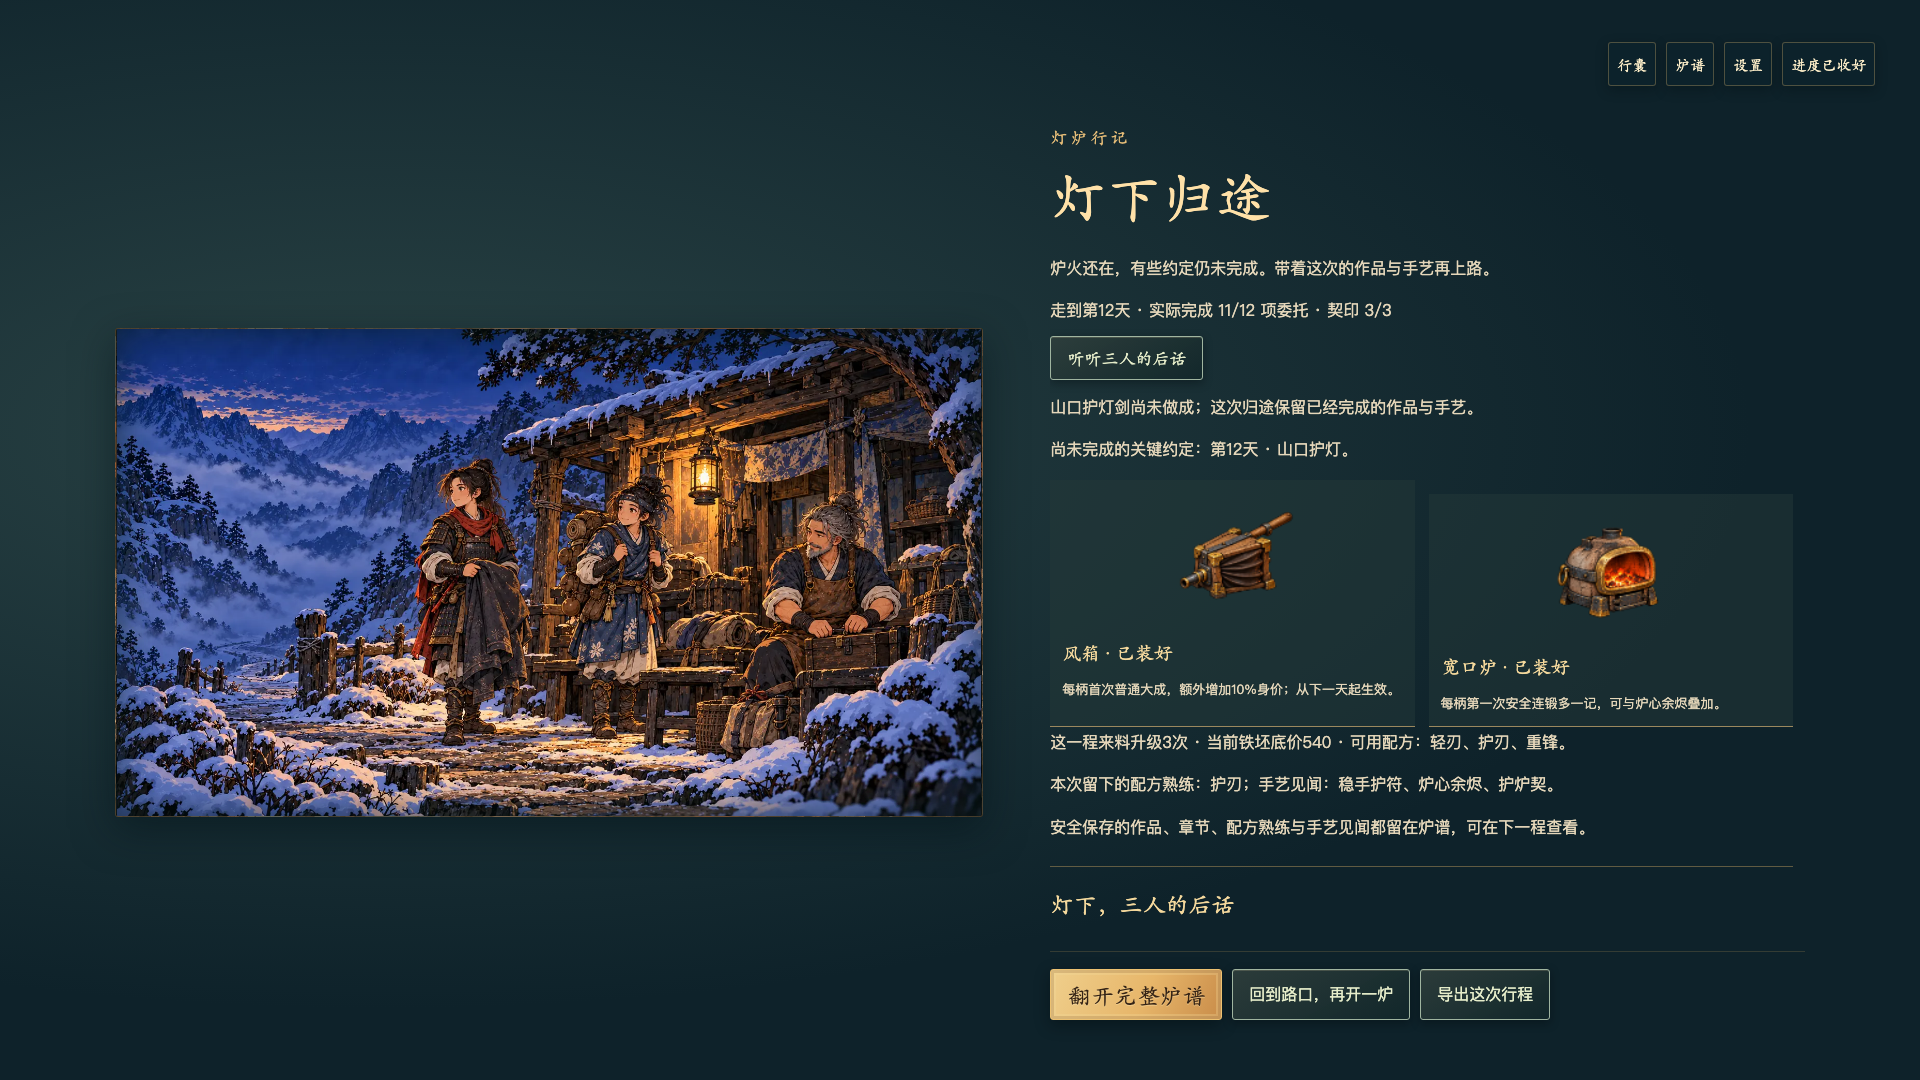 行囊
炉谱
设置
进度已收好
灯炉行记
灯下归途
炉火还在，有些约定仍未完成。带着这次的作品与手艺再上路。
走到第12天 · 实际完成 11/12 项委托 · 契印 3/3
听听三人的后话
山口护灯剑尚未做成；这次归途保留已经完成的作品与手艺。
尚未完成的关键约定：第12天 · 山口护灯。
风箱 · 已装好
每柄首次普通大成，额外增加10%身价；从下一天起生效。
宽口炉 · 已装好
每柄第一次安全连锻多一记，可与炉心余烬叠加。
这一程来料升级3次 · 当前铁坯底价540 · 可用配方：轻刃、护刃、重锋。
本次留下的配方熟练：护刃；手艺见闻：稳手护符、炉心余烬、护炉契。
安全保存的作品、章节、配方熟练与手艺见闻都留在炉谱，可在下一程查看。
灯下，三人的后话
翻开完整炉谱
回到路口，再开一炉
导出这次行程